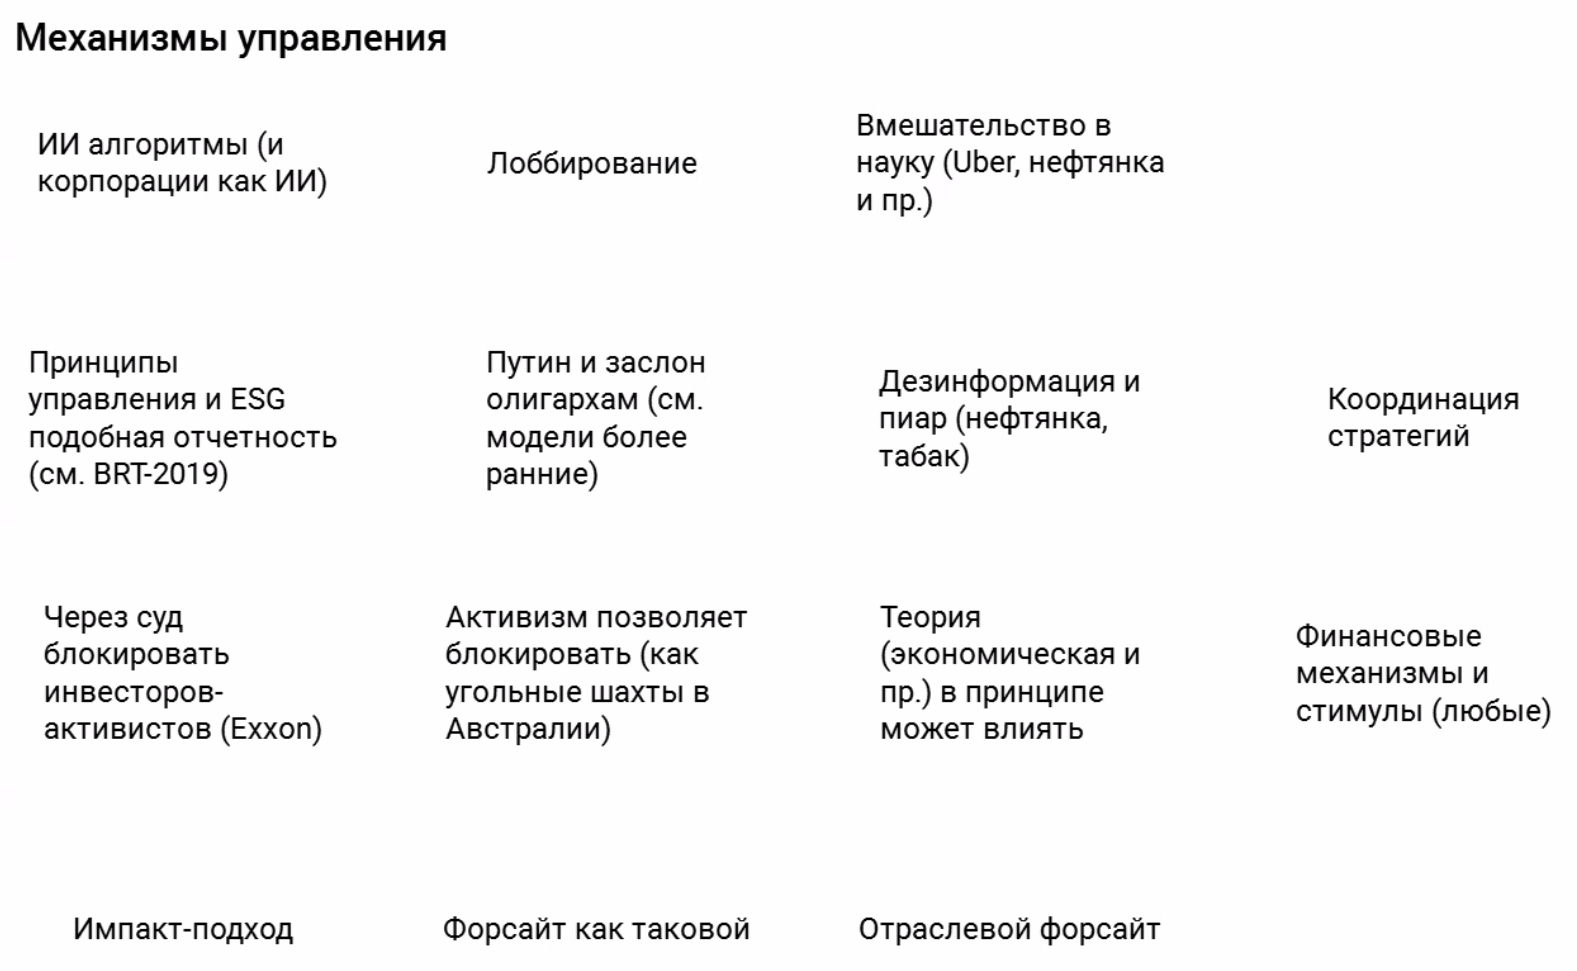 Механизмы управления
ИИ алгоритмы (и
корпорации как ИИ)
Лоббирование
Вмешательство в
науку (Uber, нефтянка
и пр.)
Принципы
управления и ESG
подобная отчетность
(см. BRT-2019)
Путин и заслон
олигархам (см.
модели более
ранние)
Дезинформация и
пиар (нефтянка,
табак)
Координация
стратегий
Через суд
блокировать
инвесторов-
активистов (Exxon)
Активизм позволяет
блокировать (как
угольные шахты в
Австралии)
Теория
(экономическая и
пр.) в принципе
может влиять
Финансовые
механизмы и
стимулы (любые)
Импакт-подход
Форсайт как таковой
Отраслевой форсайт